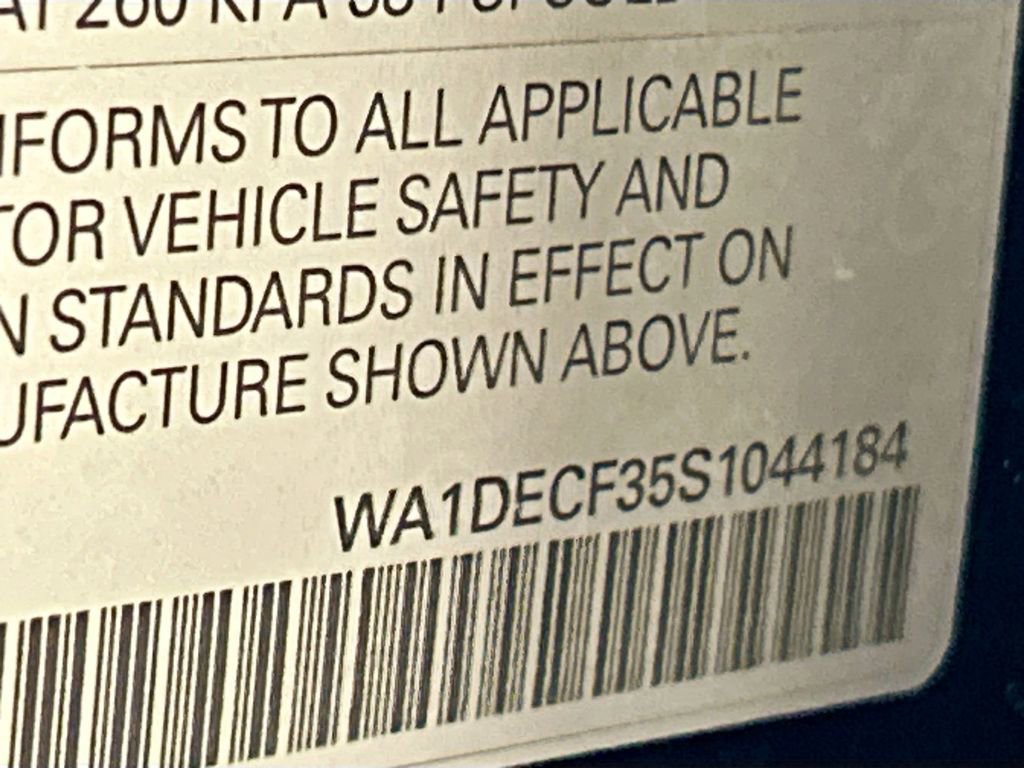 IFORMS TO ALL APPLICABLE
TOR VEHICLE SAFETY AND
N STANDARDS IN EFFECT ON
UFACTURE SHOWN ABOVE.
WA1DECF35S1044184